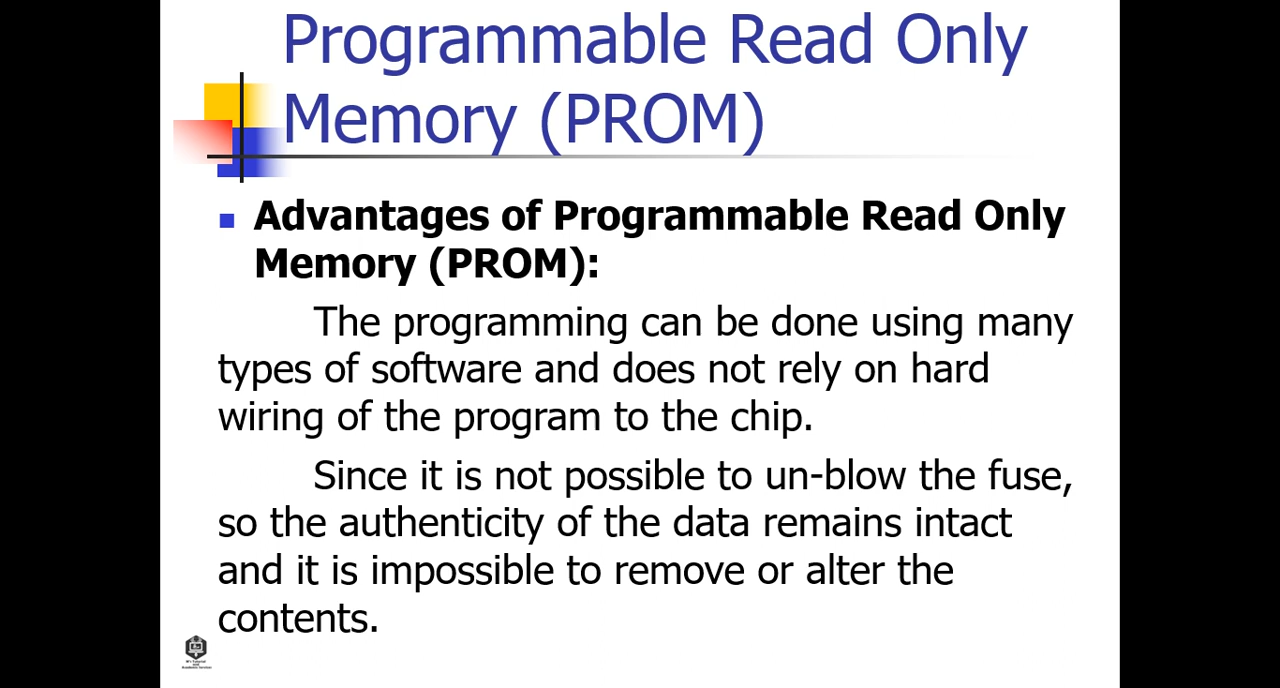 Programmable Read Only
Memory (PROM)
Advantages of Programmable Read Only
Memory (PROM):
The programming can be done using many
types of software and does not rely on hard
wiring of the program to the chip.
Since it is not possible to un-blow the fuse,
so the authenticity of the data remains intact
and it is impossible to remove or alter the
contents.